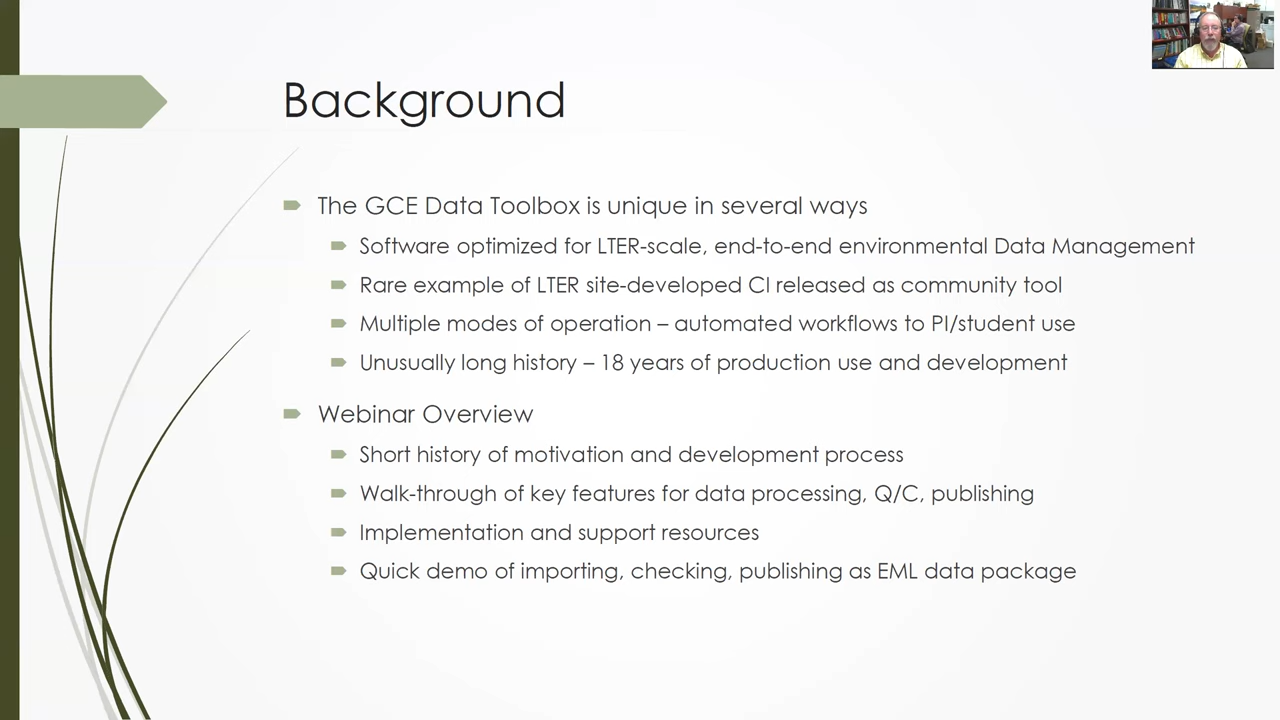 Background
The GCE Data Toolbox is unique in several ways
Software optimized for LTER-scale, end-to-end environmental Data Management
Rare example of LTER site-developed CI released as community tool
Multiple modes of operation – automated workflows to PI/student use
Unusually long history – 18 years of production use and development
Webinar Overview
Short history of motivation and development process
Walk-through of key features for data processing, Q/C, publishing
Implementation and support resources
Quick demo of importing, checking, publishing as EML data package